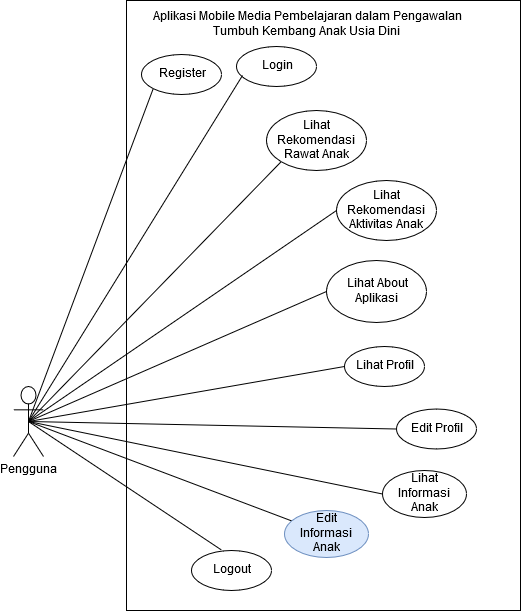 Aplikasi Mobile Media Pembelajaran dalam Pengawalan
Tumbuh Kembang Anak Usia Dini
Register
Login
Lihat
Rekomendasi
Rawat Anak
Lihat
Rekomendasi
Aktivitas Anak
Lihat About
Aplikasi
Lihat Profil
Edit Profil
Pengguna
Lihat
Informasi
Anak
Edit
Informasi
Anak
Logout